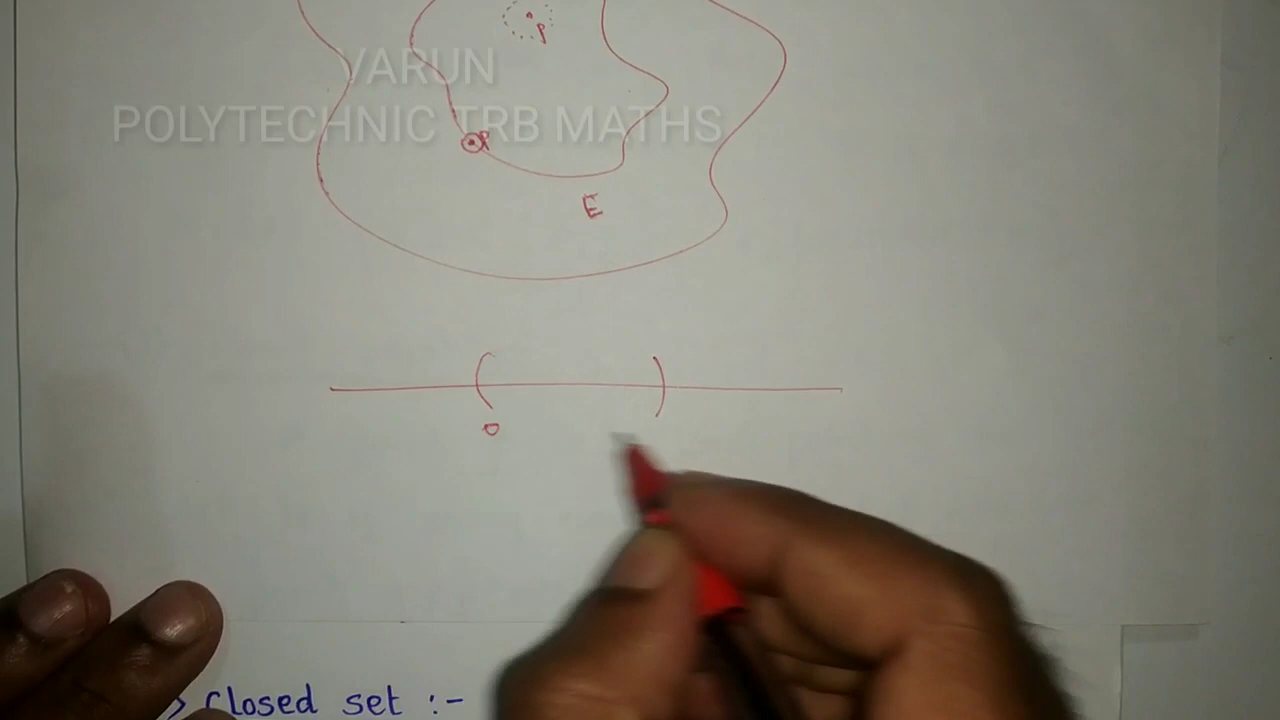 p
VARUN
POLYTECHNIC TRB MATHS
P
E
0
> Closed set :-